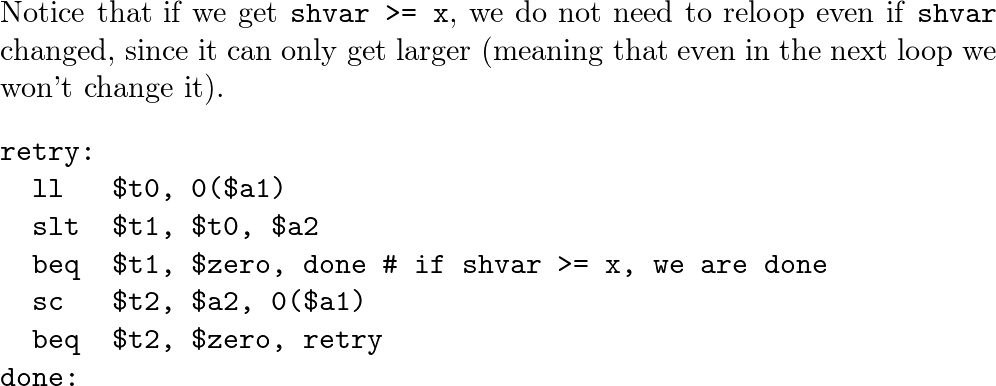 Notice that if we get shvar >= x, we do not need to reloop even if shvar
changed, since it can only get larger (meaning that even in the next loop we
won't change it).
retry:
  ll   $t0, 0($a1)
  slt  $t1, $t0, $a2
  beq  $t1, $zero, done # if shvar >= x, we are done
  sc   $t2, $a2, 0($a1)
  beq  $t2, $zero, retry
done: